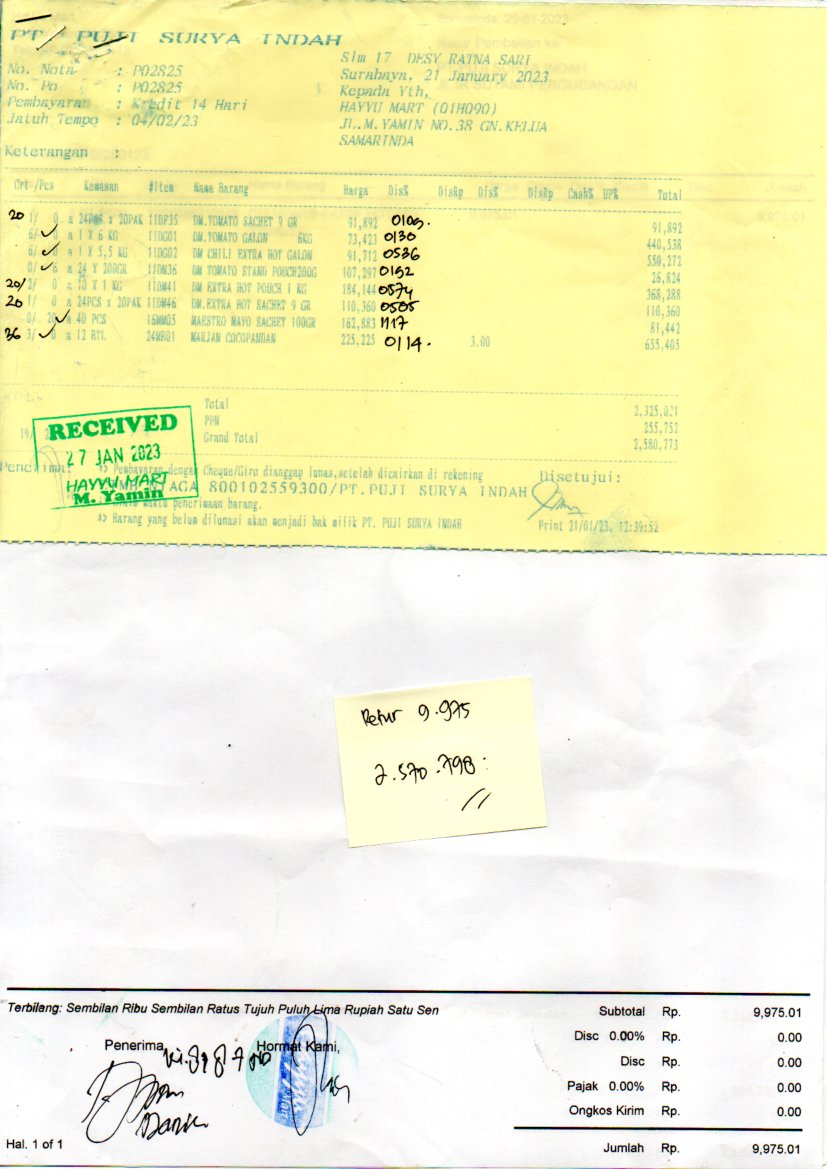 PT. PUJI SURYA INDAH
No. Nota : P02825
No. Po : P02825
Pembayaran : Kredit 14 Hari
Jatuh Tempo : 04/02/23
Keterangan :
Slm 17 DESY RATNA SARI
Surabaya, 21 January 2023
Kepada Yth,
HAYYU MART (01H090)
JL.M.YAMIN NO.38 GN.KELUA
SAMARINDA
Crt /Pcs Kemasan #Item Nama Barang Harga Dis% DisRp Dis% DisRp Cash% UP% Total
20 1/ 0 a 24PCS x 20PAK 11DP35 DM.TOMATO SACHET 9 GR 91,892 91,892
6/ 0 a 1 X 6 KG 11DG01 DM.TOMATO GALON 6KG 73,423 0130 440,538
6/ 0 a 1 X 5,5 KG 11DG02 DM CHILI EXTRA HOT GALON 91,712 0536 550,272
0/ 6 a 24 X 200GR 11DM36 DM TOMATO STAND POUCH200G 107,297 0192 26,824
20/ 2/ 0 a 10 X 1 KG 11DM41 DM.EXTRA HOT POUCH 1 KG 184,144 0574 368,288
20 1/ 0 a 24PCS x 20PAK 11DM46 DM.EXTRA HOT SACHET 9 GR 110,360 0505 110,360
0/ 20 a 40 PCS 16MM05 MAESTRO MAYO SACHET 100GR 162,883 1117 81,442
36 3/ 0 a 12 BTL 24MB01 MARJAN COCOPANDAN 225,225 0114. 3.00 655,405
Total 2,325,021
PPN 255,752
Grand Total 2,580,773
RECEIVED
27 JAN 2023
HAYYU MART
M. Yamin
Penerima:
*> Pembayaran dengan Cheque/Giro dianggap lunas,setelah dicairkan di rekening
NIAGA 800102559300/PT.PUJI SURYA INDAH
waktu penerimaan barang.
*> Barang yang belum dilunasi akan menjadi hak milik PT. PUJI SURYA INDAH
Disetujui:
Print 21/01/23, 12:39:52
Retur 9.975
2.570.798
Terbilang: Sembilan Ribu Sembilan Ratus Tujuh Puluh Lima Rupiah Satu Sen
Subtotal Rp. 9,975.01
Disc 0.00% Rp. 0.00
Disc Rp. 0.00
Pajak 0.00% Rp. 0.00
Ongkos Kirim Rp. 0.00
Jumlah Rp. 9,975.01
Penerima,
Hormat Kami,
Hal. 1 of 1